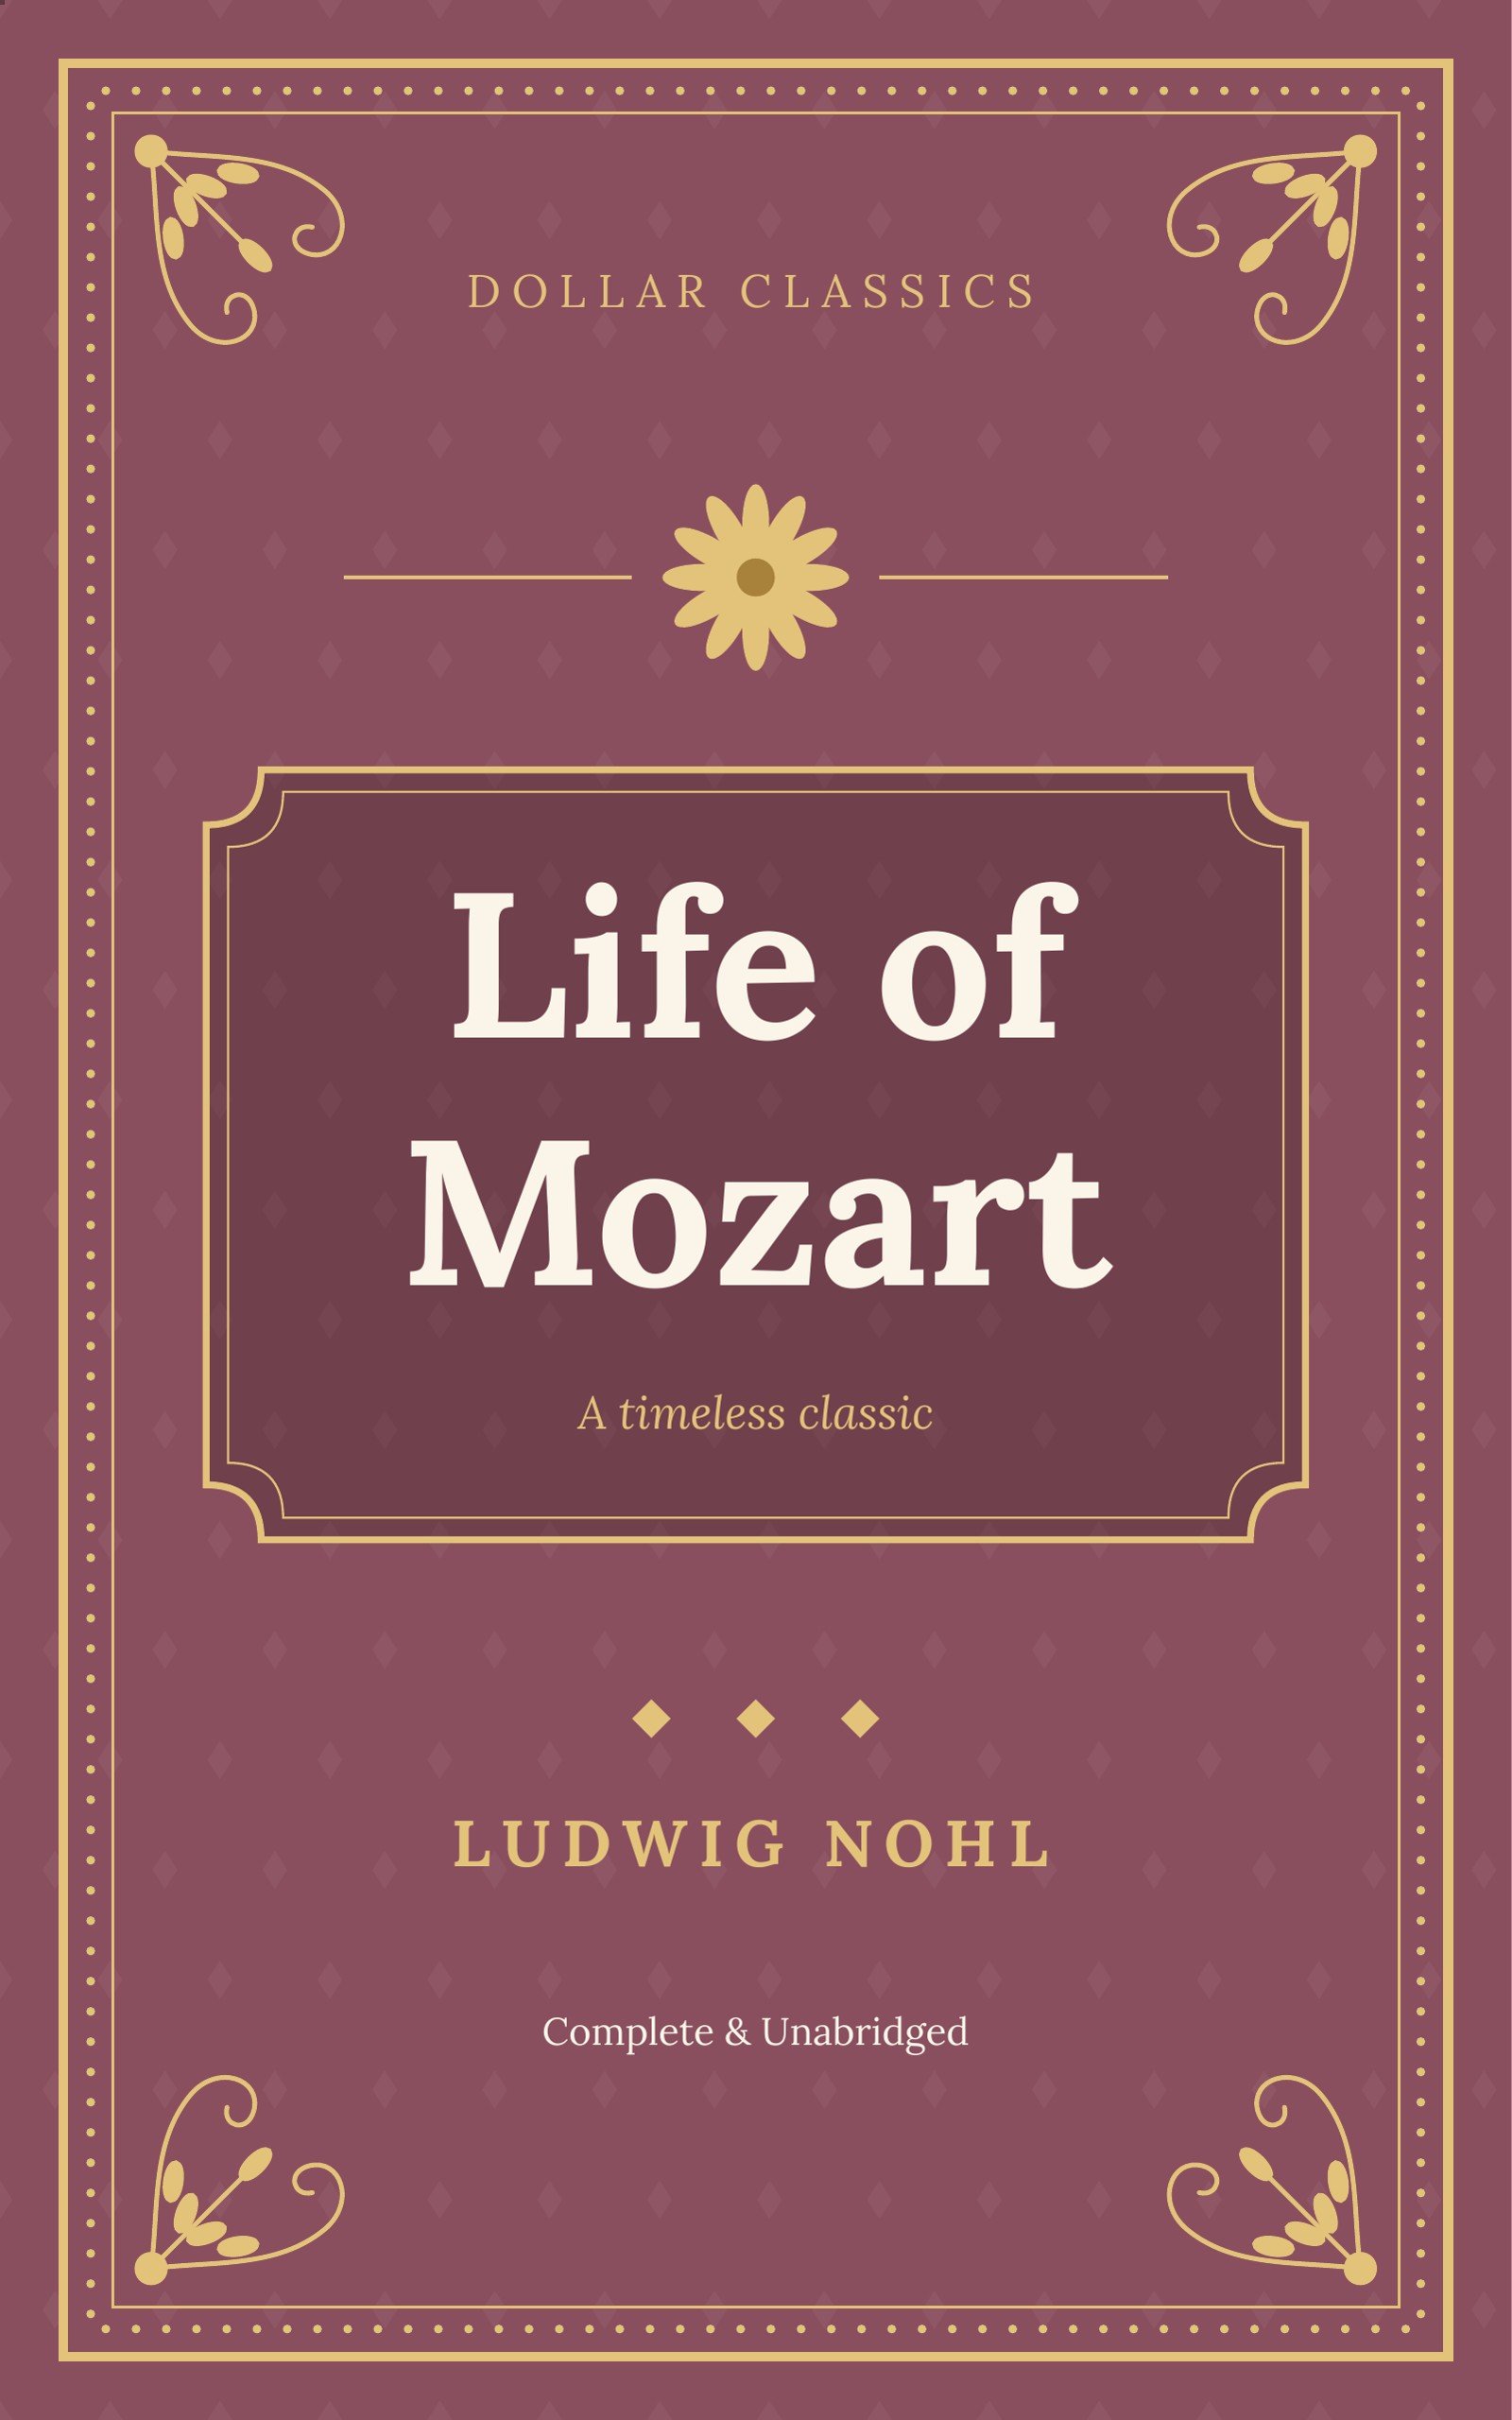 DOLLAR CLASSICS
Life of
Mozart
A timeless classic
LUDWIG NOHL
Complete & Unabridged